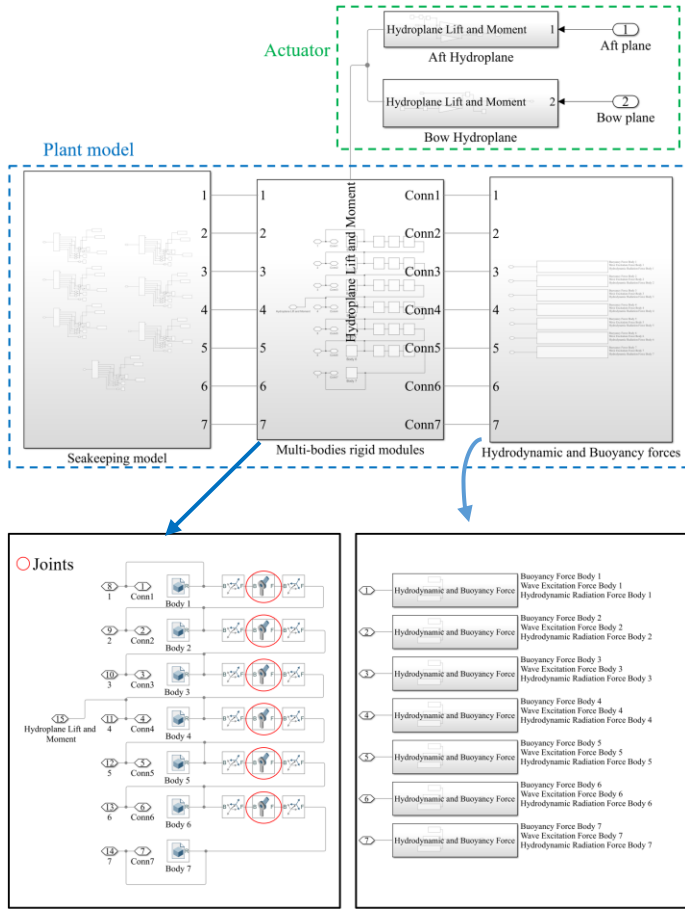 Actuator
Hydroplane Lift and Moment 1
1
Aft Hydroplane
Aft plane
Hydroplane Lift and Moment 2
2
Bow Hydroplane
Bow plane
Plant model
Hydroplane Lift and Moment
1 1 Conn1 1
2 2 Conn2 2
3 3 Conn3 3
4 4 Conn4 4
5 5 Conn5 5
6 6 Conn6 6
7 7 Conn7 7
Seakeeping model
Multi-bodies rigid modules
Hydrodynamic and Buoyancy forces
Joints
8 1
1 Conn1
Body 1
B F
9 2
2 Conn2
Body 2
B F
10 3
3 Conn3
Body 3
B F
15
Hydroplane Lift and
Moment
11 4
4 Conn4
Body 4
B F
12 5
5 Conn5
Body 5
B F
13 6
6 Conn6
Body 6
B F
14 7
7 Conn7
Body 7
1
Hydrodynamic and Buoyancy Force
Buoyancy Force Body 1
Wave Excitation Force Body 1
Hydrodynamic Radiation Force Body 1
2
Hydrodynamic and Buoyancy Force
Buoyancy Force Body 2
Wave Excitation Force Body 2
Hydrodynamic Radiation Force Body 2
3
Hydrodynamic and Buoyancy Force
Buoyancy Force Body 3
Wave Excitation Force Body 3
Hydrodynamic Radiation Force Body 3
4
Hydrodynamic and Buoyancy Force
Buoyancy Force Body 4
Wave Excitation Force Body 4
Hydrodynamic Radiation Force Body 4
5
Hydrodynamic and Buoyancy Force
Buoyancy Force Body 5
Wave Excitation Force Body 5
Hydrodynamic Radiation Force Body 5
6
Hydrodynamic and Buoyancy Force
Buoyancy Force Body 6
Wave Excitation Force Body 6
Hydrodynamic Radiation Force Body 6
7
Hydrodynamic and Buoyancy Force
Buoyancy Force Body 7
Wave Excitation Force Body 7
Hydrodynamic Radiation Force Body 7